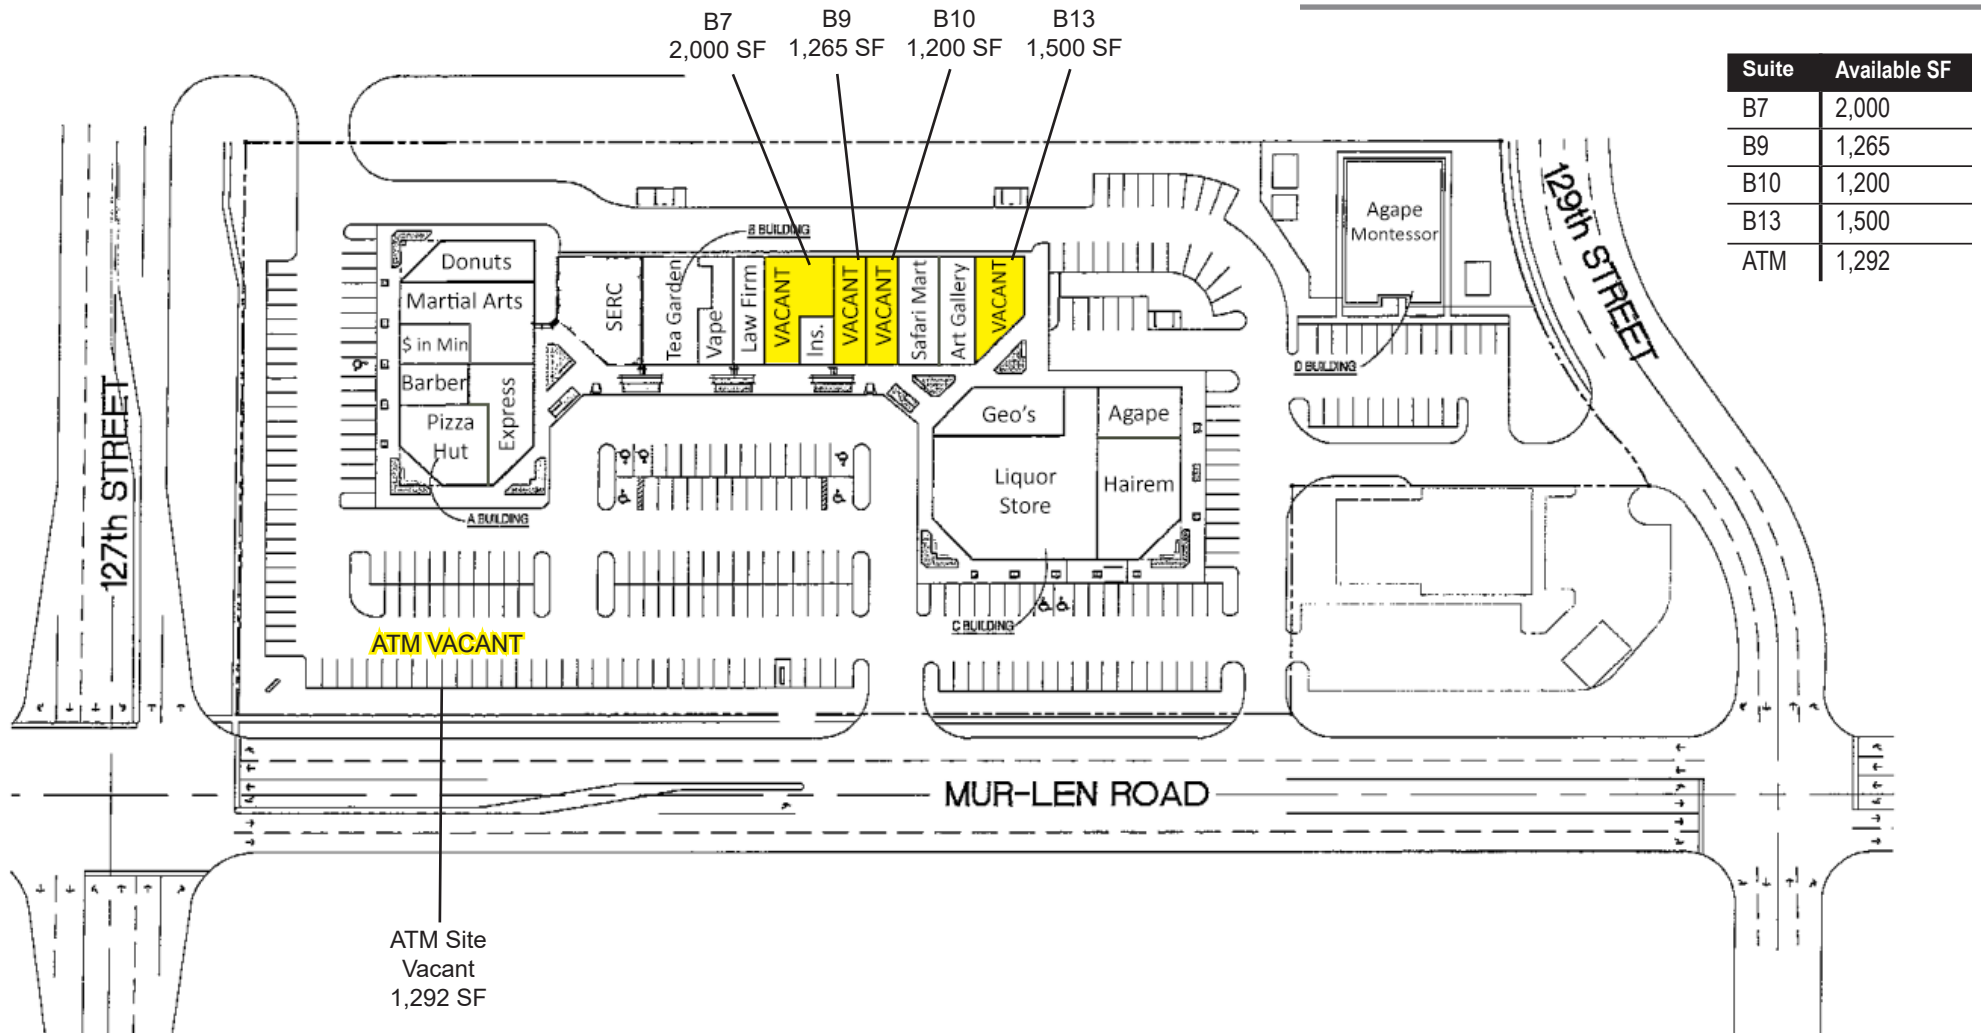 B7
2,000 SF
B9
1,265 SF
B10
1,200 SF
B13
1,500 SF
Suite Available SF
B7 2,000
B9 1,265
B10 1,200
B13 1,500
ATM 1,292
B BUILDING
Donuts
Martial Arts
$ in Min
Barber
Pizza
Hut
Express
A BUILDING
SERC
Tea Garden
Vape
Law Firm
VACANT
Ins.
VACANT
VACANT
Safari Mart
Art Gallery
VACANT
Geo's
Agape
Liquor
Store
Hairem
C BUILDING
Agape
Montessor
D BUILDING
127th STREET
129th STREET
ATM VACANT
MUR-LEN ROAD
ATM Site
Vacant
1,292 SF